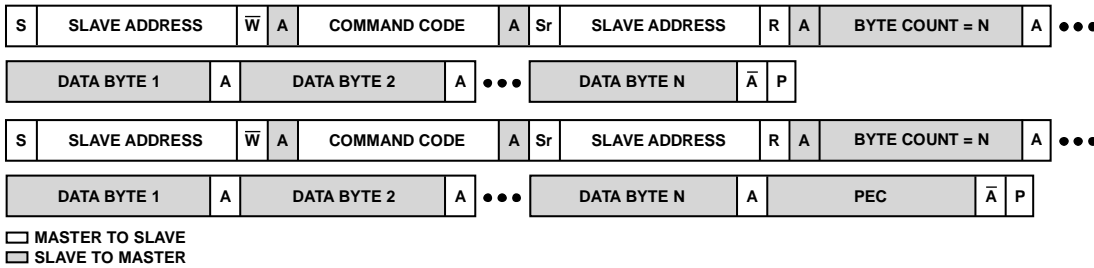 S SLAVE ADDRESS W̅ A COMMAND CODE A Sr SLAVE ADDRESS R A BYTE COUNT = N A •••
DATA BYTE 1 A DATA BYTE 2 A ••• DATA BYTE N A̅ P
S SLAVE ADDRESS W̅ A COMMAND CODE A Sr SLAVE ADDRESS R A BYTE COUNT = N A •••
DATA BYTE 1 A DATA BYTE 2 A ••• DATA BYTE N A PEC A̅ P
MASTER TO SLAVE
SLAVE TO MASTER